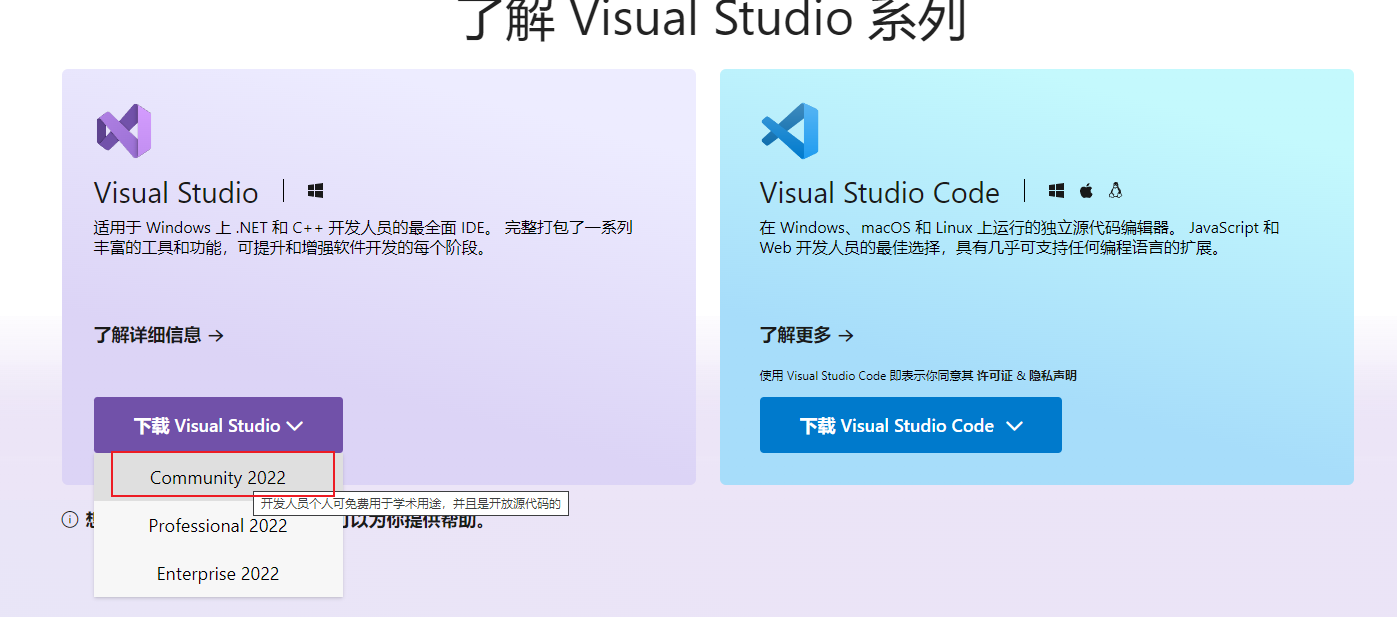 了解 Visual Studio 系列
Visual Studio
适用于 Windows 上 .NET 和 C++ 开发人员的最全面 IDE。 完整打包了一系列
丰富的工具和功能，可提升和增强软件开发的每个阶段。
了解详细信息 →
下载 Visual Studio
Community 2022
开发人员个人可免费用于学术用途，并且是开放源代码的
Professional 2022
Enterprise 2022
想
可以为你提供帮助。
Visual Studio Code
在 Windows、macOS 和 Linux 上运行的独立源代码编辑器。 JavaScript 和
Web 开发人员的最佳选择，具有几乎可支持任何编程语言的扩展。
了解更多 →
使用 Visual Studio Code 即表示你同意其 许可证 & 隐私声明
下载 Visual Studio Code